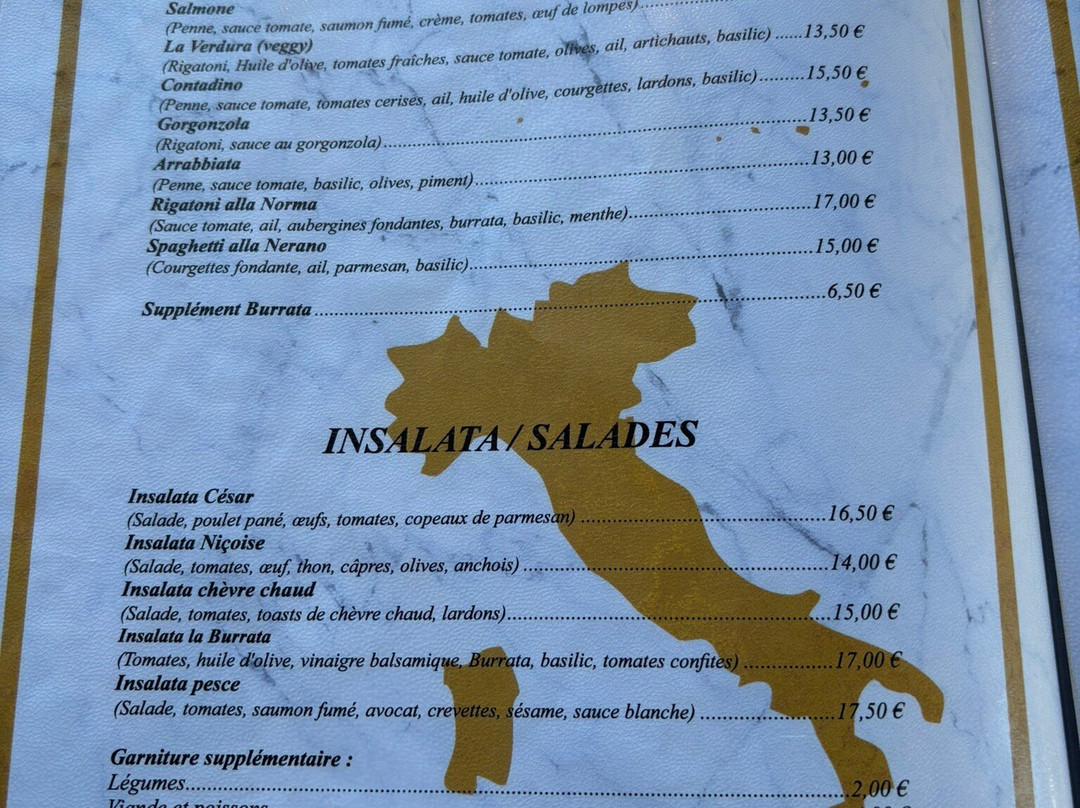 Salmone
(Penne, sauce tomate, saumon fumé, crème, tomates, œuf de lompes)
La Verdura (veggy)
(Rigatoni, Huile d'olive, tomates fraîches, sauce tomate, olives, ail, artichauts, basilic) ......13,50 €
Contadino
(Penne, sauce tomate, tomates cerises, ail, huile d'olive, courgettes, lardons, basilic).........15,50 €
Gorgonzola
(Rigatoni, sauce au gorgonzola)..........13,50 €
Arrabbiata
(Penne, sauce tomate, basilic, olives, piment)..........13,00 €
Rigatoni alla Norma
(Sauce tomate, ail, aubergines fondantes, burrata, basilic, menthe)..........17,00 €
Spaghetti alla Nerano
(Courgettes fondante, ail, parmesan, basilic)..........15,00 €
Supplément Burrata..........6,50 €
INSALATA / SALADES
Insalata César
(Salade, poulet pané, œufs, tomates, copeaux de parmesan) ..........16,50 €
Insalata Niçoise
(Salade, tomates, œuf, thon, câpres, olives, anchois) ..........14,00 €
Insalata chèvre chaud
(Salade, tomates, toasts de chèvre chaud, lardons)..........15,00 €
Insalata la Burrata
(Tomates, huile d'olive, vinaigre balsamique, Burrata, basilic, tomates confites) ..........17,00 €
Insalata pesce
(Salade, tomates, saumon fumé, avocat, crevettes, sésame, sauce blanche) ..........17,50 €
Garniture supplémentaire :
Légumes..........2,00 €
Viande et poissons